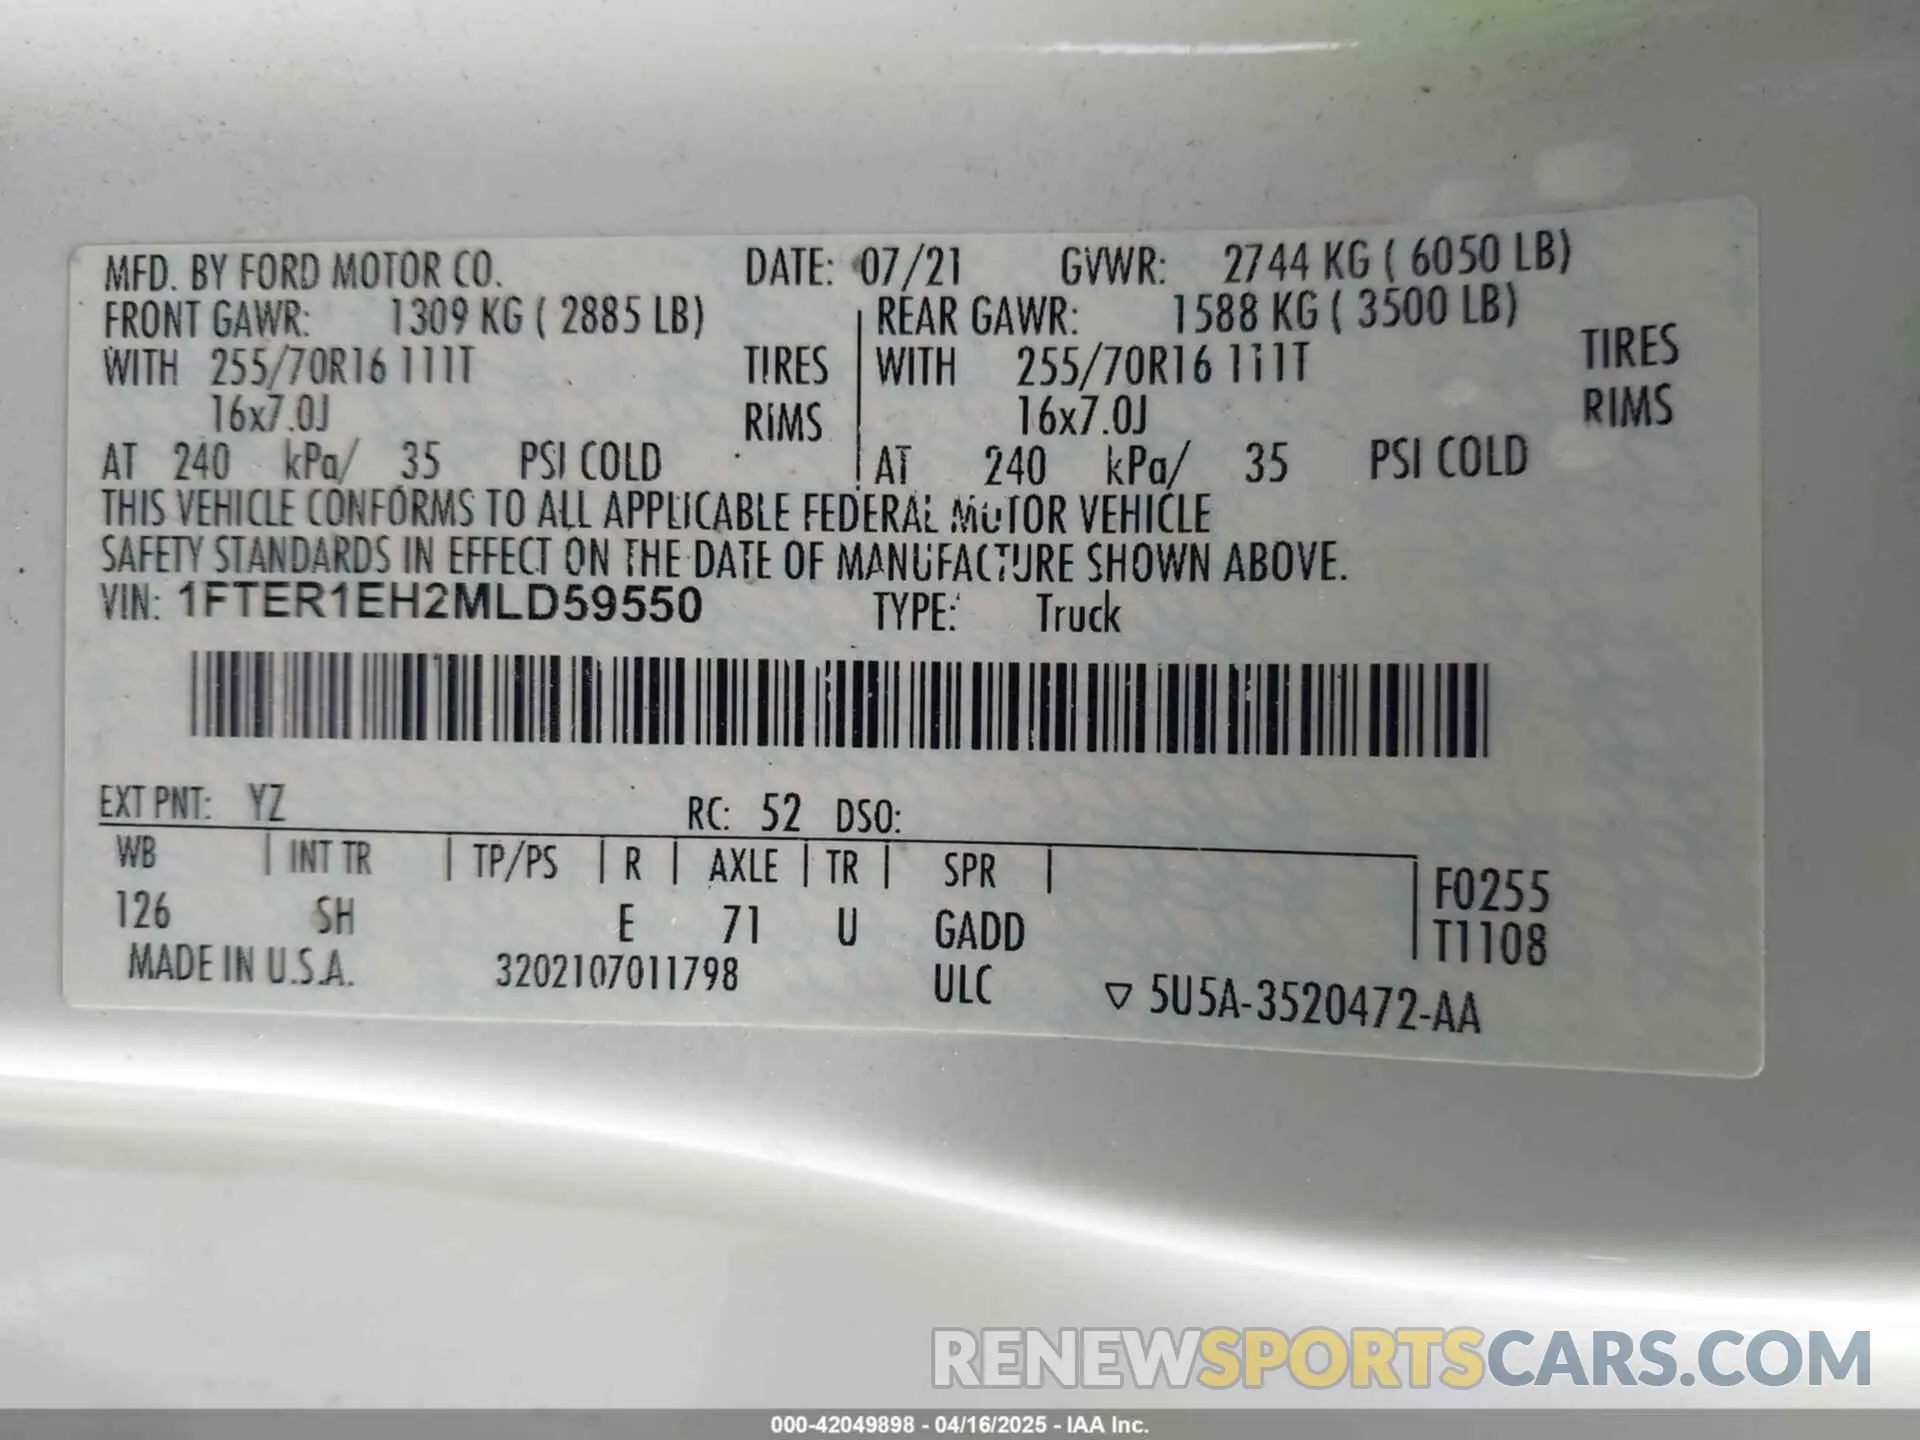 MFD. BY FORD MOTOR CO. DATE: 07/21 GVWR: 2744 KG ( 6050 LB)
FRONT GAWR: 1309 KG ( 2885 LB) REAR GAWR: 1588 KG ( 3500 LB)
WITH 255/70R16 111T TIRES WITH 255/70R16 111T TIRES
16x7.0J RIMS 16x7.0J RIMS
AT 240 kPa/ 35 PSI COLD AT 240 kPa/ 35 PSI COLD
THIS VEHICLE CONFORMS TO ALL APPLICABLE FEDERAL MOTOR VEHICLE
SAFETY STANDARDS IN EFFECT ON THE DATE OF MANUFACTURE SHOWN ABOVE.
VIN: 1FTER1EH2MLD59550 TYPE: Truck
EXT PNT: YZ RC: 52 DSO:
WB | INT TR | TP/PS | R | AXLE | TR | SPR | F0255
126 SH E 71 U GADD T1108
MADE IN U.S.A. 3202107011798 ULC ▽ 5U5A-3520472-AA
RENEWSPORTSCARS.COM
000-42049898 - 04/16/2025 - IAA Inc.